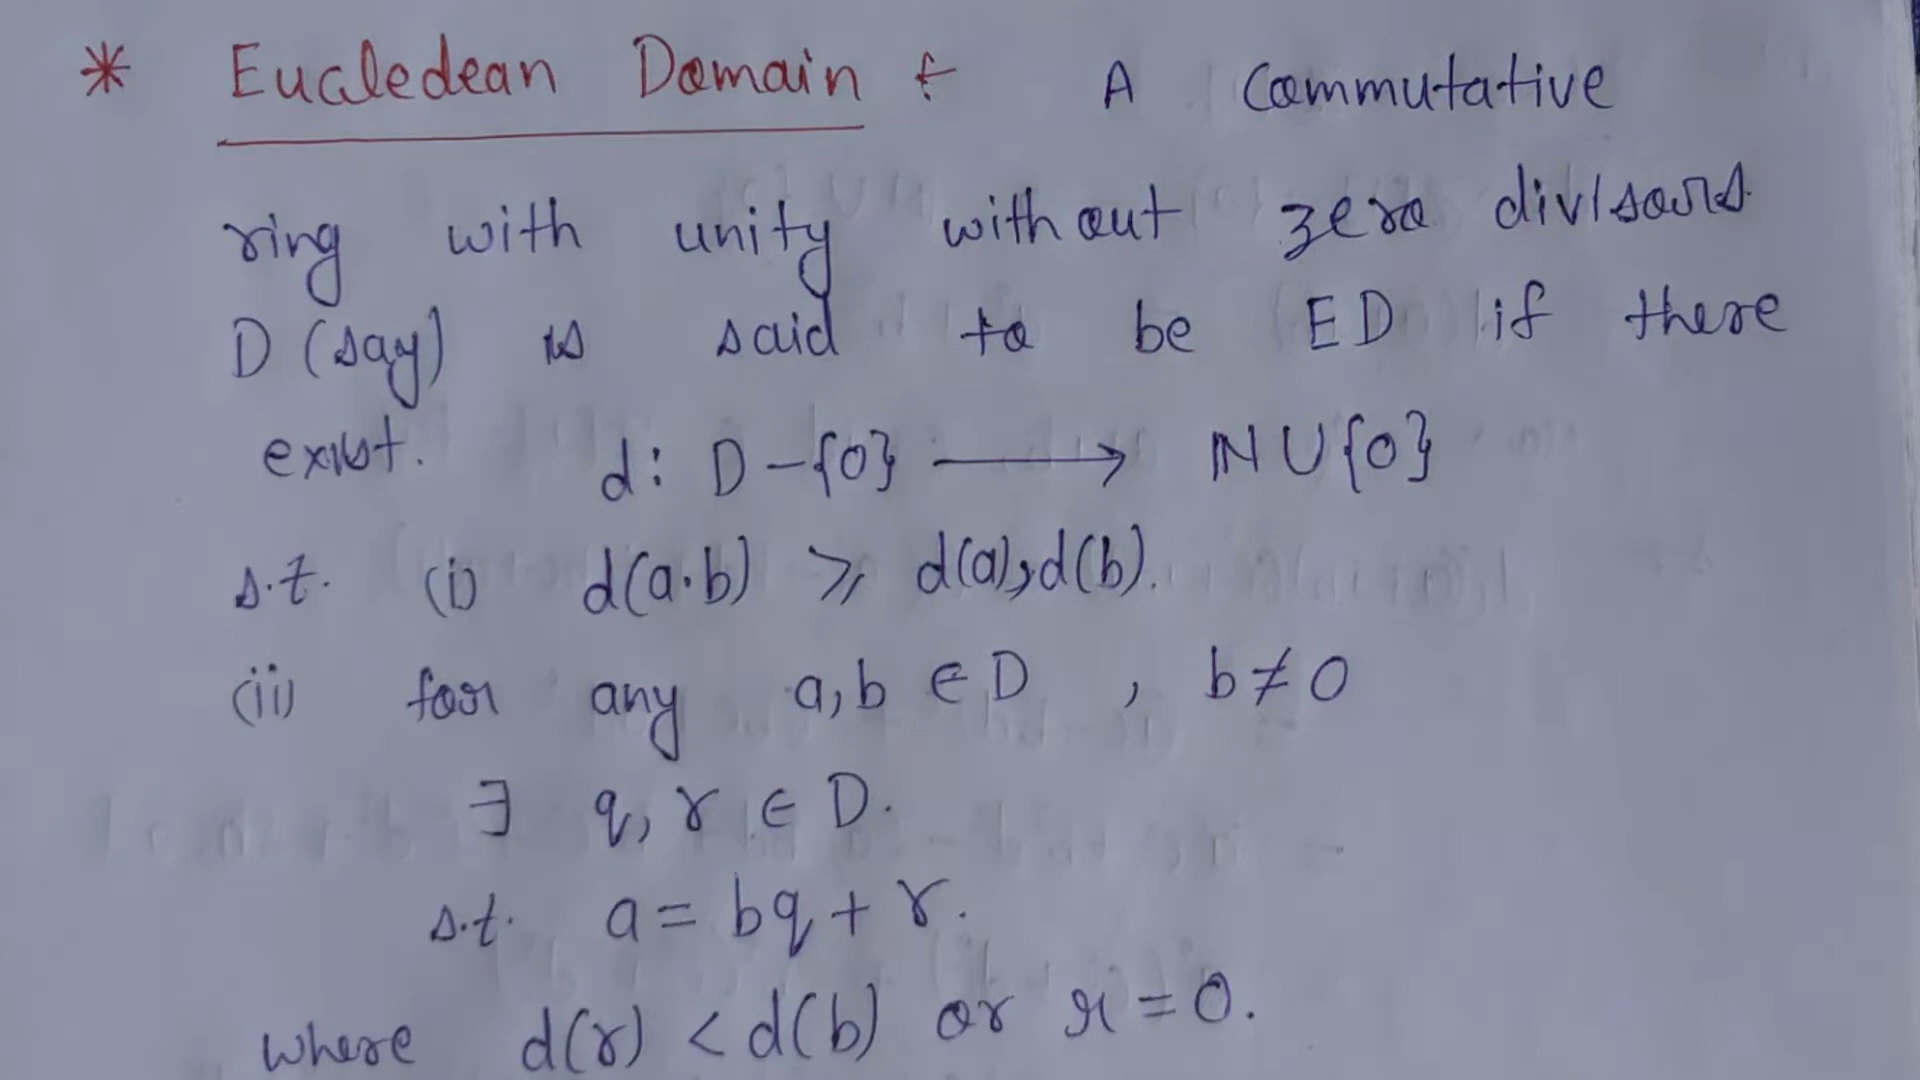 * Eucledean Domain :- A Commutative
ring with unity without zero divisors.
D (say) is said to be ED if there
exist. d: D-{0} ⟶ ℕ∪{0}
s.t. (i) d(a·b) ⩾ d(a), d(b).
(ii) for any a, b ∈ D , b≠0
∃ q, r ∈ D.
s.t. a = bq + r.
where d(r) < d(b) or r = 0.